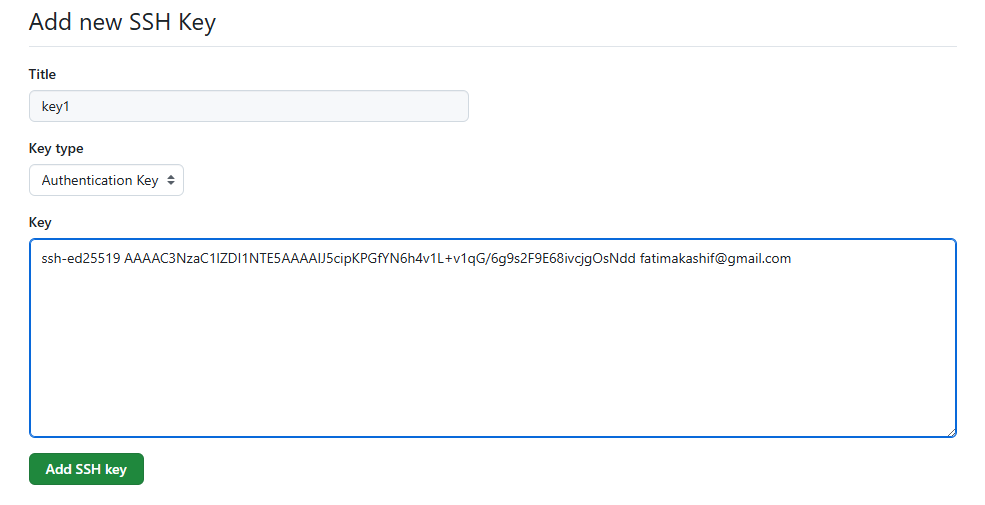 Add new SSH Key
Title
key1
Key type
Authentication Key
Key
ssh-ed25519 AAAAC3NzaC1lZDI1NTE5AAAAIJ5cipKPGfYN6h4v1L+v1qG/6g9s2F9E68ivcjgOsNdd fatimakashif@gmail.com
Add SSH key